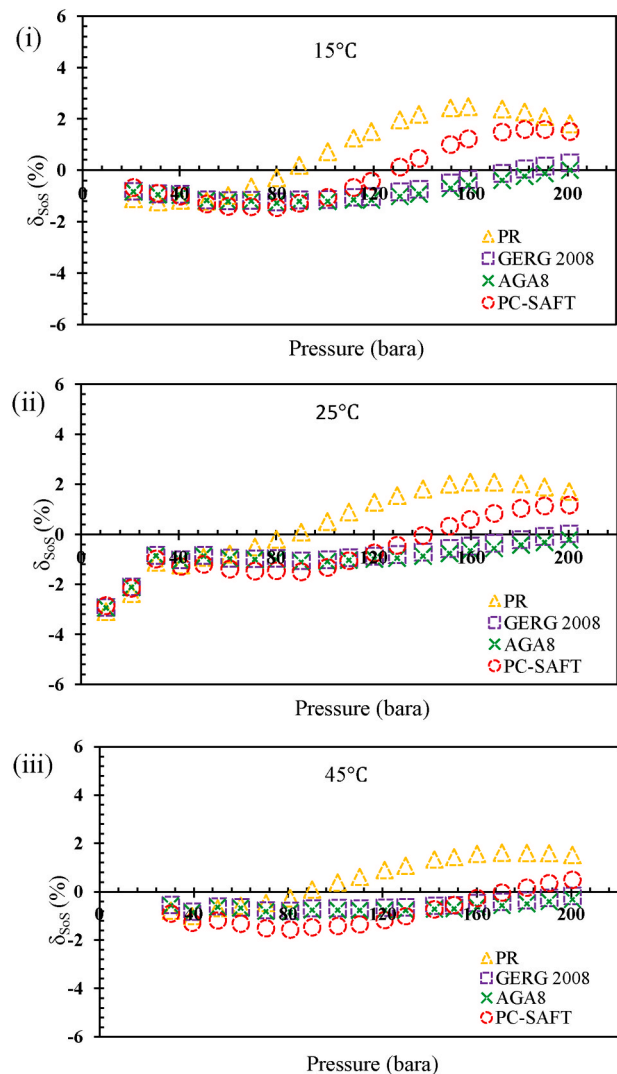 (i)
15°C
6
4
2
0
-2
-4
-6
0 40 80 120 160 200
δSoS (%)
PR
GERG 2008
AGA8
PC-SAFT
Pressure (bara)
(ii)
25°C
6
4
2
0
-2
-4
-6
0 40 80 120 160 200
δSoS (%)
PR
GERG 2008
AGA8
PC-SAFT
Pressure (bara)
(iii)
45°C
6
4
2
0
-2
-4
-6
0 40 80 120 160 200
δSoS (%)
PR
GERG 2008
AGA8
PC-SAFT
Pressure (bara)